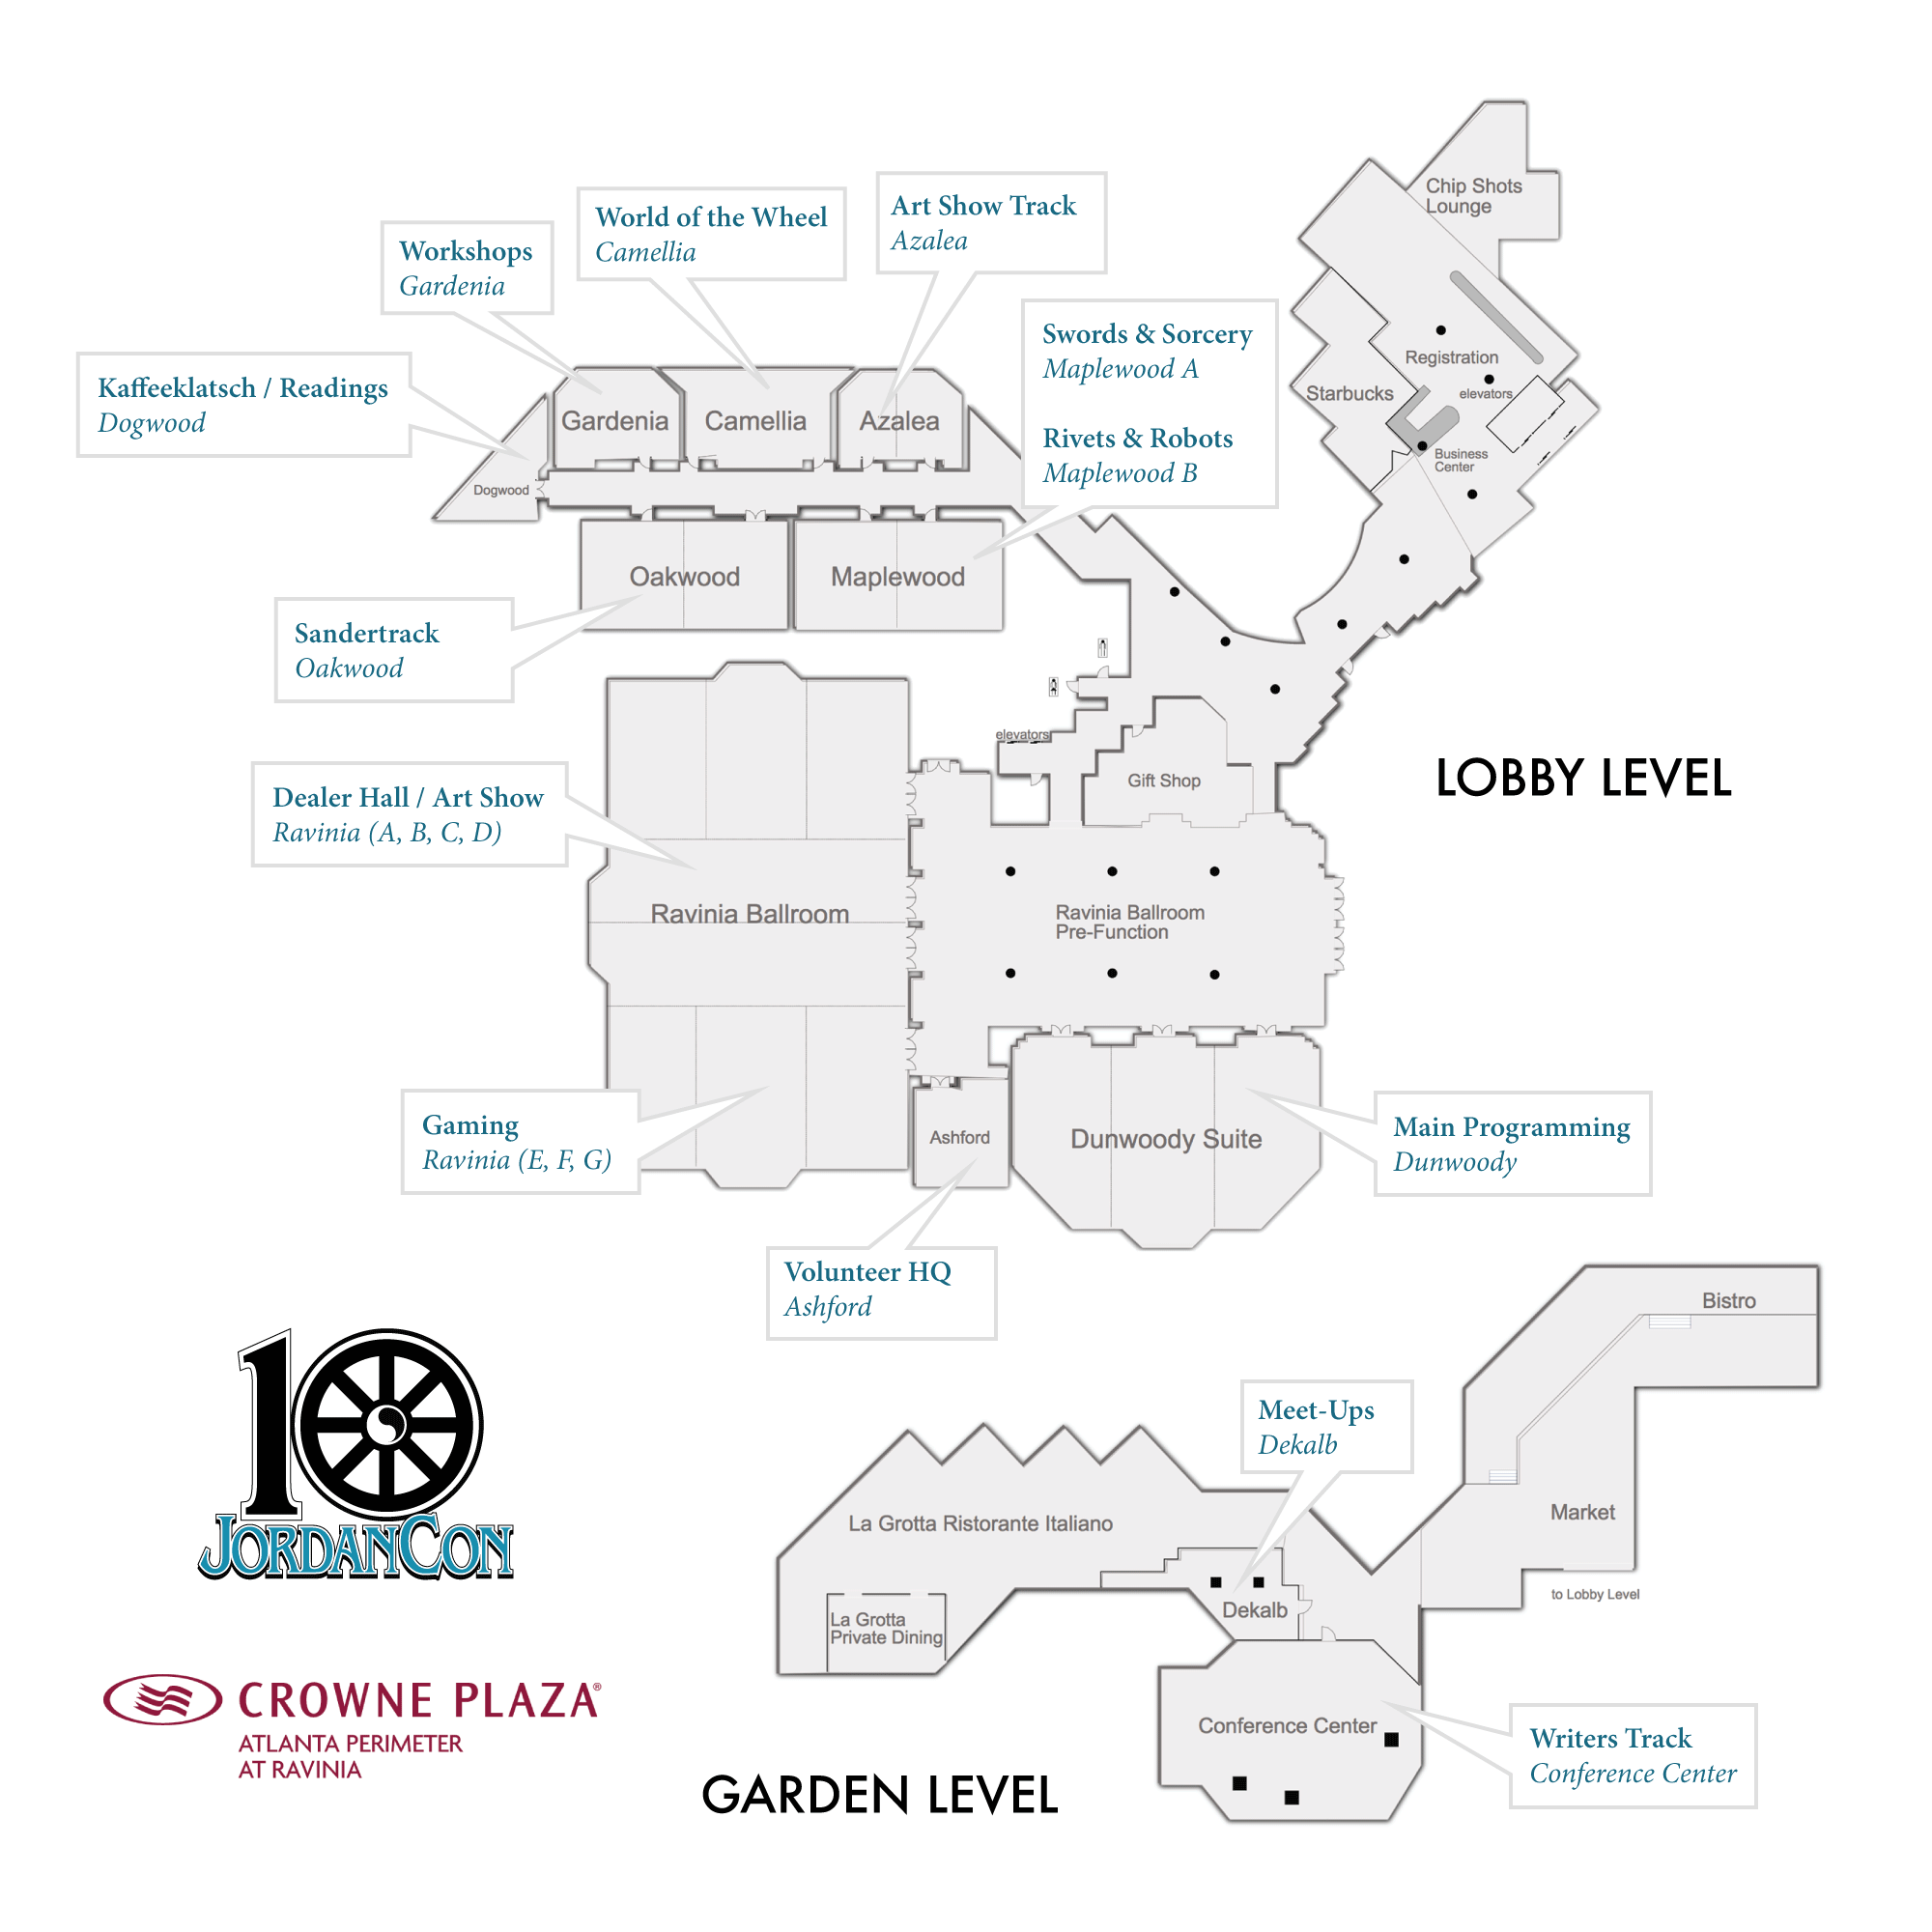 Chip Shots
Lounge
Art Show Track
Azalea
World of the Wheel
Camellia
Workshops
Gardenia
Swords & Sorcery
Maplewood A
Rivets & Robots
Maplewood B
Kaffeeklatsch / Readings
Dogwood
Registration
Starbucks
elevators
Business
Center
Gardenia
Camellia
Azalea
Dogwood
Oakwood
Maplewood
Sandertrack
Oakwood
elevators
Gift Shop
LOBBY LEVEL
Dealer Hall / Art Show
Ravinia (A, B, C, D)
Ravinia Ballroom
Ravinia Ballroom
Pre-Function
Gaming
Ravinia (E, F, G)
Ashford
Dunwoody Suite
Main Programming
Dunwoody
Volunteer HQ
Ashford
Bistro
10
JORDANCON
Meet-Ups
Dekalb
La Grotta Ristorante Italiano
Market
to Lobby Level
Dekalb
La Grotta
Private Dining
CROWNE PLAZA®
ATLANTA PERIMETER
AT RAVINIA
Conference Center
Writers Track
Conference Center
GARDEN LEVEL